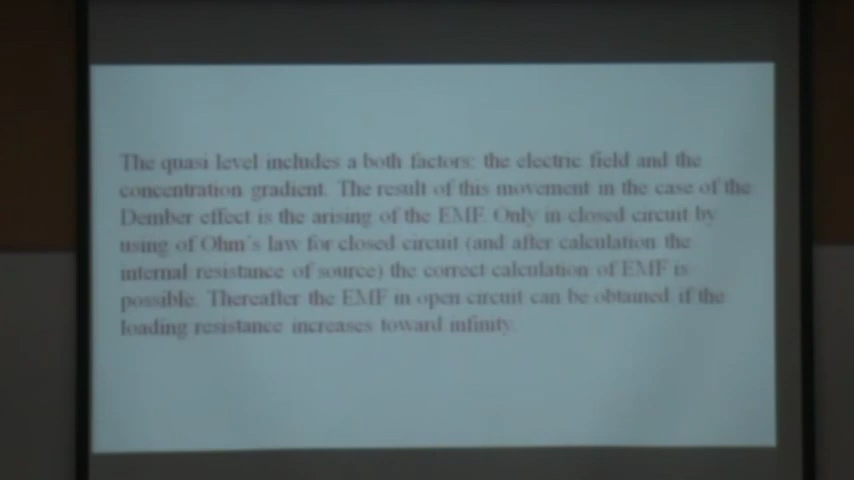 The quasi level includes a both factors: the electric field and the
concentration gradient. The result of this movement in the case of the
Dember effect is the arising of the EMF. Only in closed circuit by
using of Ohm's law for closed circuit (and after calculation the
internal resistance of source) the correct calculation of EMF is
possible. Thereafter the EMF in open circuit can be obtained if the
loading resistance increases toward infinity.